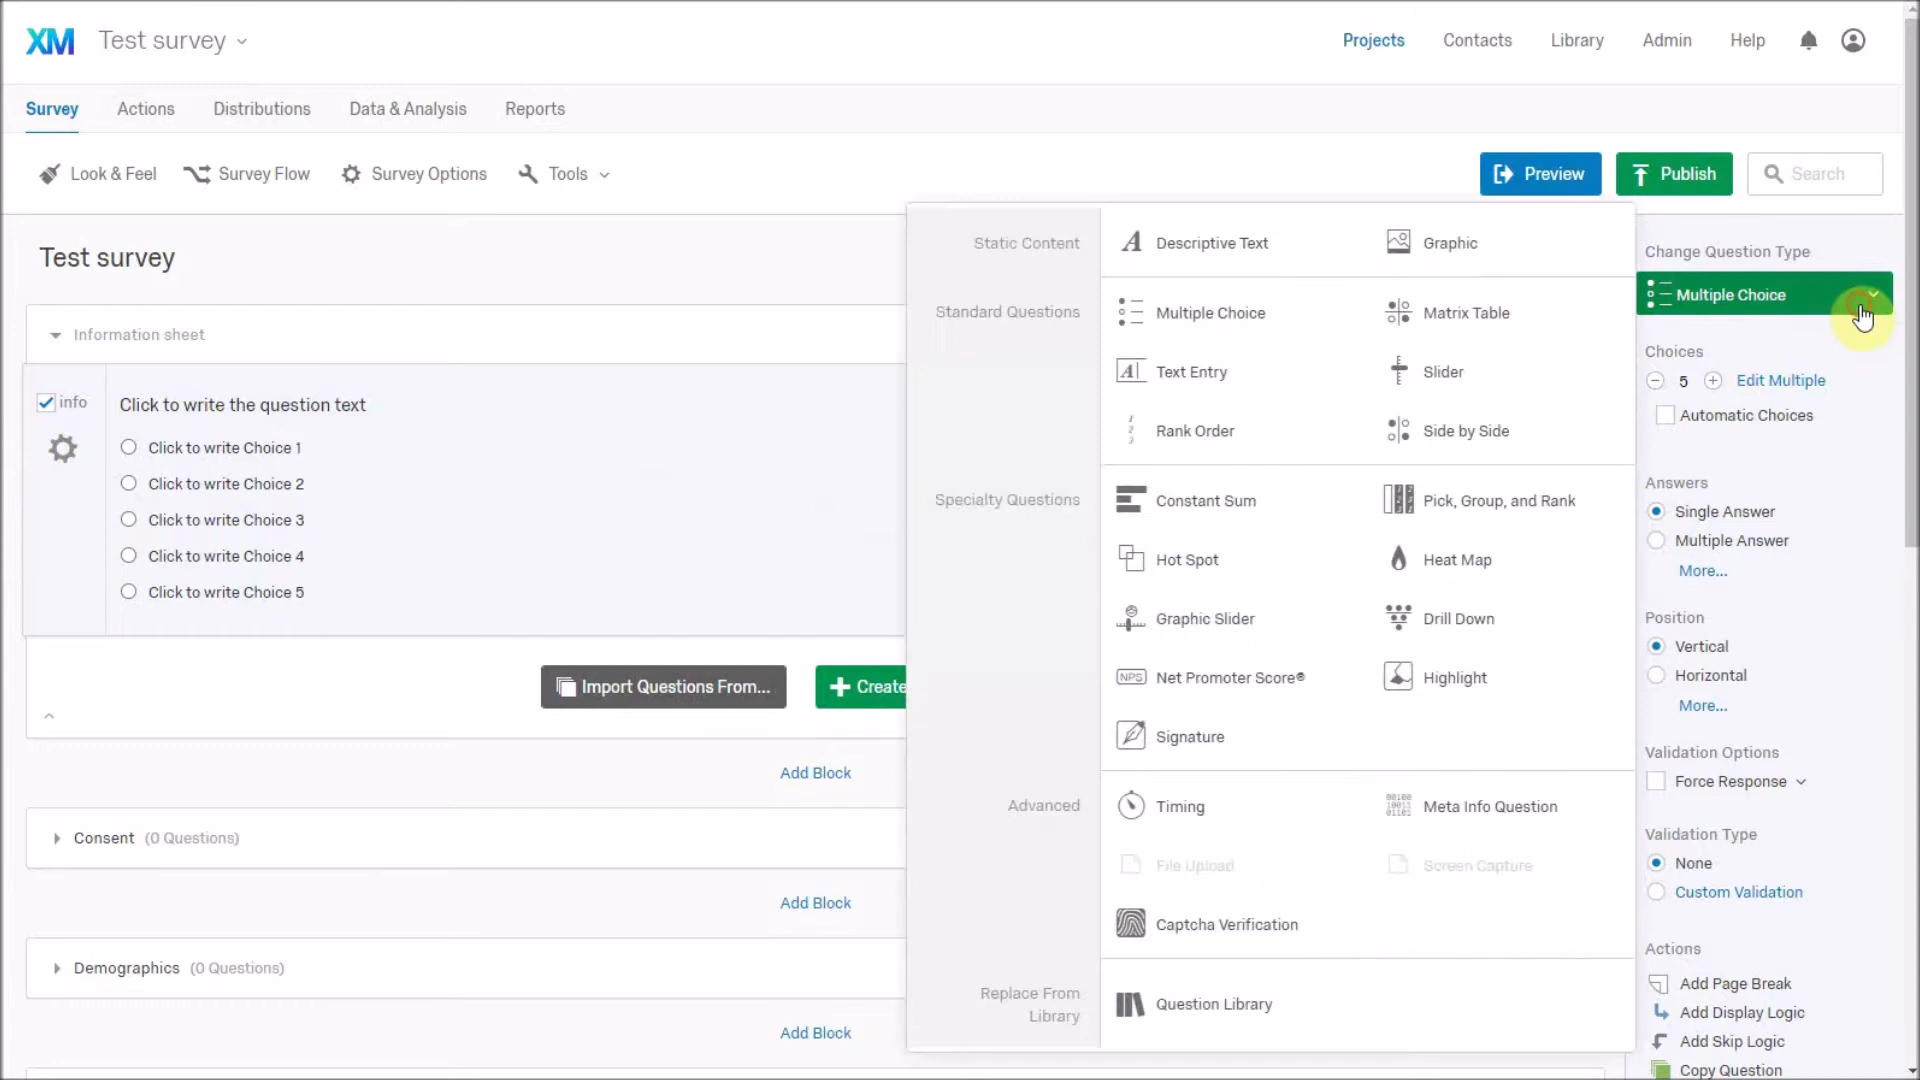 XM Test survey
Projects Contacts Library Admin Help
Survey Actions Distributions Data & Analysis Reports
Look & Feel Survey Flow Survey Options Tools
Preview Publish Search
Test survey
Information sheet
info
Click to write the question text
Click to write Choice 1
Click to write Choice 2
Click to write Choice 3
Click to write Choice 4
Click to write Choice 5
Import Questions From... Create
Add Block
Consent (0 Questions)
Add Block
Demographics (0 Questions)
Add Block
Static Content
Descriptive Text Graphic
Standard Questions
Multiple Choice Matrix Table
Text Entry Slider
Rank Order Side by Side
Specialty Questions
Constant Sum Pick, Group, and Rank
Hot Spot Heat Map
Graphic Slider Drill Down
NPS Net Promoter Score® Highlight
Signature
Advanced
Timing Meta Info Question
File Upload Screen Capture
Captcha Verification
Replace From
Library
Question Library
Change Question Type
Multiple Choice
Choices
5 Edit Multiple
Automatic Choices
Answers
Single Answer
Multiple Answer
More...
Position
Vertical
Horizontal
More...
Validation Options
Force Response
Validation Type
None
Custom Validation
Actions
Add Page Break
Add Display Logic
Add Skip Logic
Copy Question